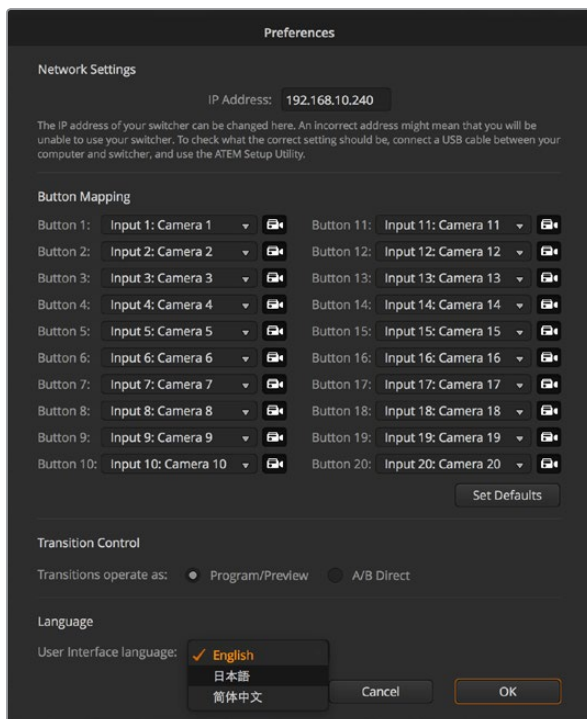 Preferences
Network Settings
IP Address: 192.168.10.240
The IP address of your switcher can be changed here. An incorrect address might mean that you will be
unable to use your switcher. To check what the correct setting should be, connect a USB cable between your
computer and switcher, and use the ATEM Setup Utility.
Button Mapping
Button 1: Input 1: Camera 1 Button 11: Input 11: Camera 11
Button 2: Input 2: Camera 2 Button 12: Input 12: Camera 12
Button 3: Input 3: Camera 3 Button 13: Input 13: Camera 13
Button 4: Input 4: Camera 4 Button 14: Input 14: Camera 14
Button 5: Input 5: Camera 5 Button 15: Input 15: Camera 15
Button 6: Input 6: Camera 6 Button 16: Input 16: Camera 16
Button 7: Input 7: Camera 7 Button 17: Input 17: Camera 17
Button 8: Input 8: Camera 8 Button 18: Input 18: Camera 18
Button 9: Input 9: Camera 9 Button 19: Input 19: Camera 19
Button 10: Input 10: Camera 10 Button 20: Input 20: Camera 20
Set Defaults
Transition Control
Transitions operate as: Program/Preview A/B Direct
Language
User Interface language: English
日本語
简体中文
Cancel OK